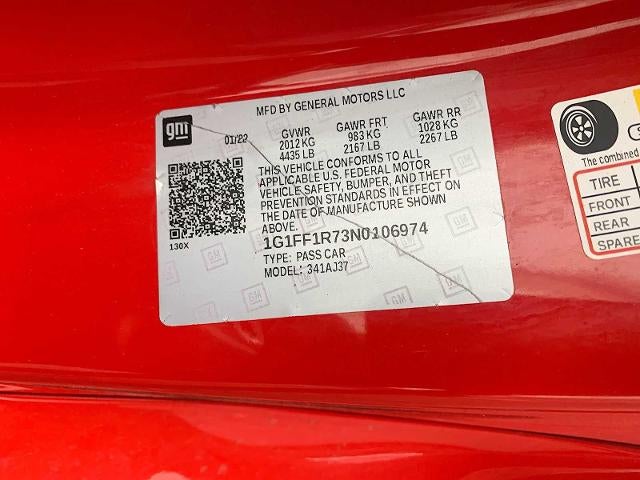 MFD BY GENERAL MOTORS LLC
gm
01/22
GVWR GAWR FRT GAWR RR
2012 KG 983 KG 1028 KG
4435 LB 2167 LB 2267 LB
THIS VEHICLE CONFORMS TO ALL
APPLICABLE U.S. FEDERAL MOTOR
VEHICLE SAFETY, BUMPER, AND THEFT
PREVENTION STANDARDS IN EFFECT ON
THE DATE OF MANUFACTURE SHOWN
ABOVE.
130X
1G1FF1R73N0106974
TYPE: PASS CAR
MODEL: 341AJ37
The combined
TIRE
FRONT
REAR
SPARE